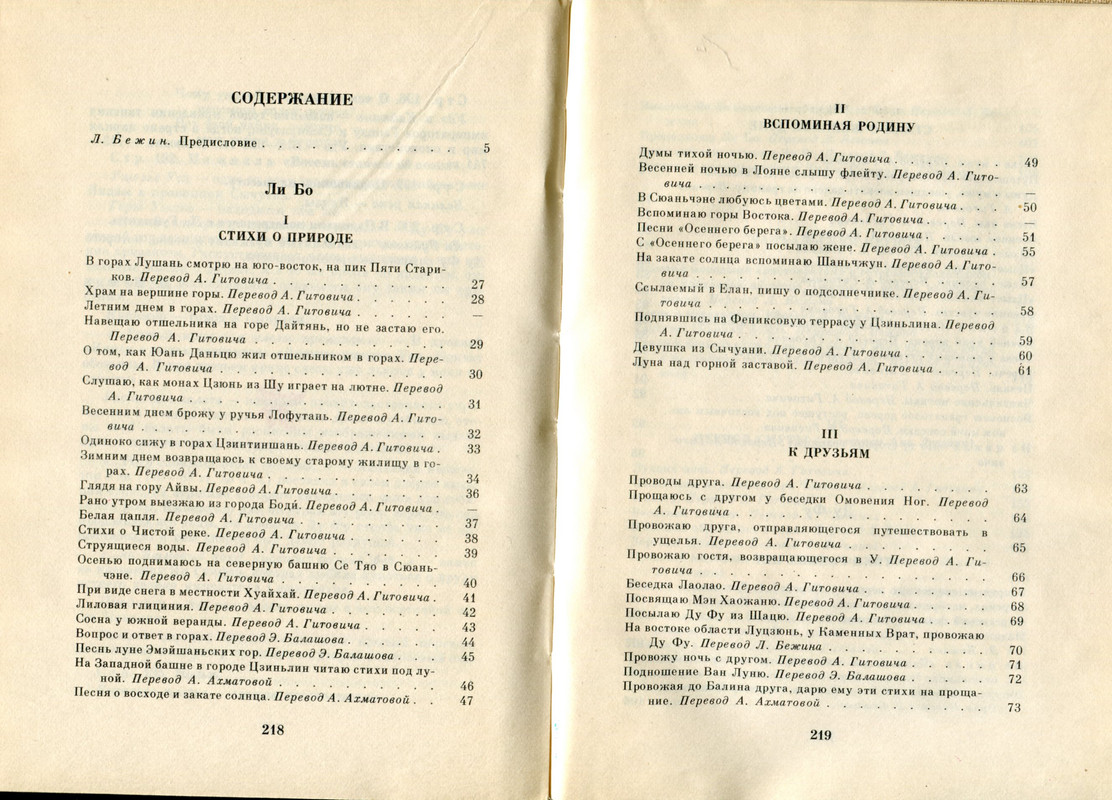 СОДЕРЖАНИЕ
Л. Бежин. Предисловие . . . . . . . . . . . 5
Ли Бо
I
СТИХИ О ПРИРОДЕ
В горах Лушань смотрю на юго-восток, на пик Пяти Стари-
ков. Перевод А. Гитовича . . . . . . . . . . 27
Храм на вершине горы. Перевод А. Гитовича . . . . . 28
Летним днем в горах. Перевод А. Гитовича . . . . . —
Навещаю отшельника на горе Дайтянь, но не застаю его.
Перевод А. Гитовича . . . . . . . . . . 29
О том, как Юань Даньцю жил отшельником в горах. Пере-
вод А. Гитовича . . . . . . . . . . . 30
Слушаю, как монах Цзюнь из Шу играет на лютне. Перевод
А. Гитовича . . . . . . . . . . . . 31
Весенним днем брожу у ручья Лофутань. Перевод А. Гито-
вича . . . . . . . . . . . . . . 32
Одиноко сижу в горах Цзинтиншань. Перевод А. Гитовича . 33
Зимним днем возвращаюсь к своему старому жилищу в го-
рах. Перевод А. Гитовича . . . . . . . . . 34
Глядя на гору Айвы. Перевод А. Гитовича . . . . . 36
Рано утром выезжаю из города Боди. Перевод А. Гитовича . —
Белая цапля. Перевод А. Гитовича . . . . . . . 37
Стихи о Чистой реке. Перевод А. Гитовича . . . . . 38
Струящиеся воды. Перевод А. Гитовича . . . . . . 39
Осенью поднимаюсь на северную башню Се Тяо в Сюань-
чэне. Перевод А. Гитовича . . . . . . . . 40
При виде снега в местности Хуайхай. Перевод А. Гитовича . 41
Лиловая глициния. Перевод А. Гитовича . . . . . . 42
Сосна у южной веранды. Перевод А. Гитовича . . . . 43
Вопрос и ответ в горах. Перевод Э. Балашова . . . . . 44
Песнь луне Эмэйшаньских гор. Перевод Э. Балашова . . . 45
На Западной башне в городе Цзиньлин читаю стихи под лу-
ной. Перевод А. Ахматовой . . . . . . . . . 46
Песня о восходе и закате солнца. Перевод А. Ахматовой . . 47
218
II
ВСПОМИНАЯ РОДИНУ
Думы тихой ночью. Перевод А. Гитовича . . . . . . 49
Весенней ночью в Лояне слышу флейту. Перевод А. Гито-
вича . . . . . . . . . . . . . . —
В Сюаньчэне любуюсь цветами. Перевод А. Гитовича . . . 50
Вспоминаю горы Востока. Перевод А. Гитовича . . . . —
Песни «Осеннего берега». Перевод А. Гитовича . . . . . 51
С «Осеннего берега» посылаю жене. Перевод А. Гитовича . 55
На закате солнца вспоминаю Шаньчжун. Перевод А. Гито-
вича . . . . . . . . . . . . . . 57
Ссылаемый в Елан, пишу о подсолнечнике. Перевод А. Ги-
товича . . . . . . . . . . . . . 58
Поднявшись на Фениксовую террасу у Цзиньлина. Перевод
А. Гитовича . . . . . . . . . . . . 59
Девушка из Сычуани. Перевод А. Гитовича . . . . . . 60
Луна над горной заставой. Перевод А. Гитовича . . . . 61
III
К ДРУЗЬЯМ
Проводы друга. Перевод А. Гитовича . . . . . . . 63
Прощаюсь с другом у беседки Омовения Ног. Перевод
А. Гитовича . . . . . . . . . . . . 64
Провожаю друга, отправляющегося путешествовать в
ущелья. Перевод А. Гитовича . . . . . . . 65
Провожаю гостя, возвращающегося в У. Перевод А. Ги-
товича . . . . . . . . . . . . . 66
Беседка Лаолао. Перевод А. Гитовича . . . . . . . 67
Посвящаю Мэн Хаожаню. Перевод А. Гитовича . . . . 68
Посылаю Ду Фу из Шацю. Перевод А. Гитовича . . . . 69
На востоке области Луцзюнь, у Каменных Врат, провожаю
Ду Фу. Перевод Л. Бежина . . . . . . . . 70
Провожу ночь с другом. Перевод А. Гитовича . . . . . 71
Подношение Ван Луню. Перевод Э. Балашова . . . . . 72
Провожая до Балина друга, дарю ему эти стихи на проща-
ние. Перевод А. Ахматовой . . . . . . . . . 73
219